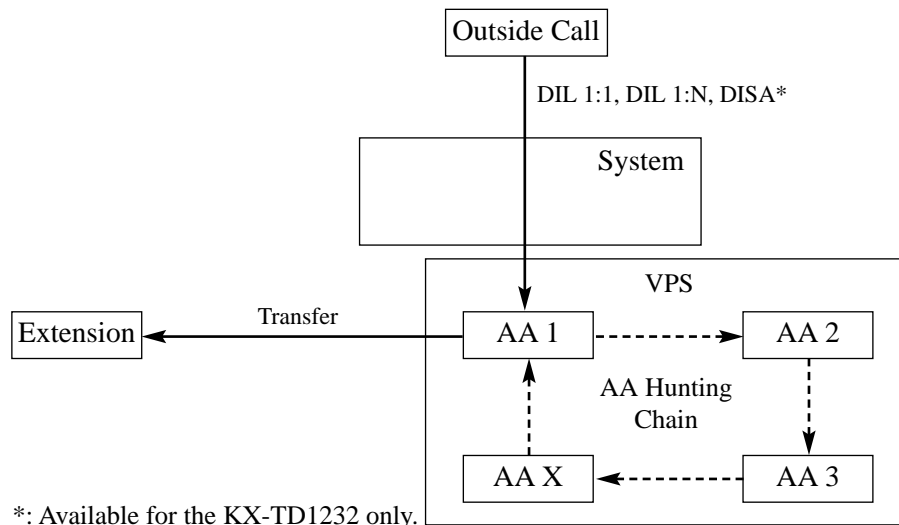 Outside Call
DIL 1:1, DIL 1:N, DISA*
System
VPS
Extension
Transfer
AA 1
AA 2
AA Hunting
Chain
AA X
AA 3
*: Available for the KX-TD1232 only.